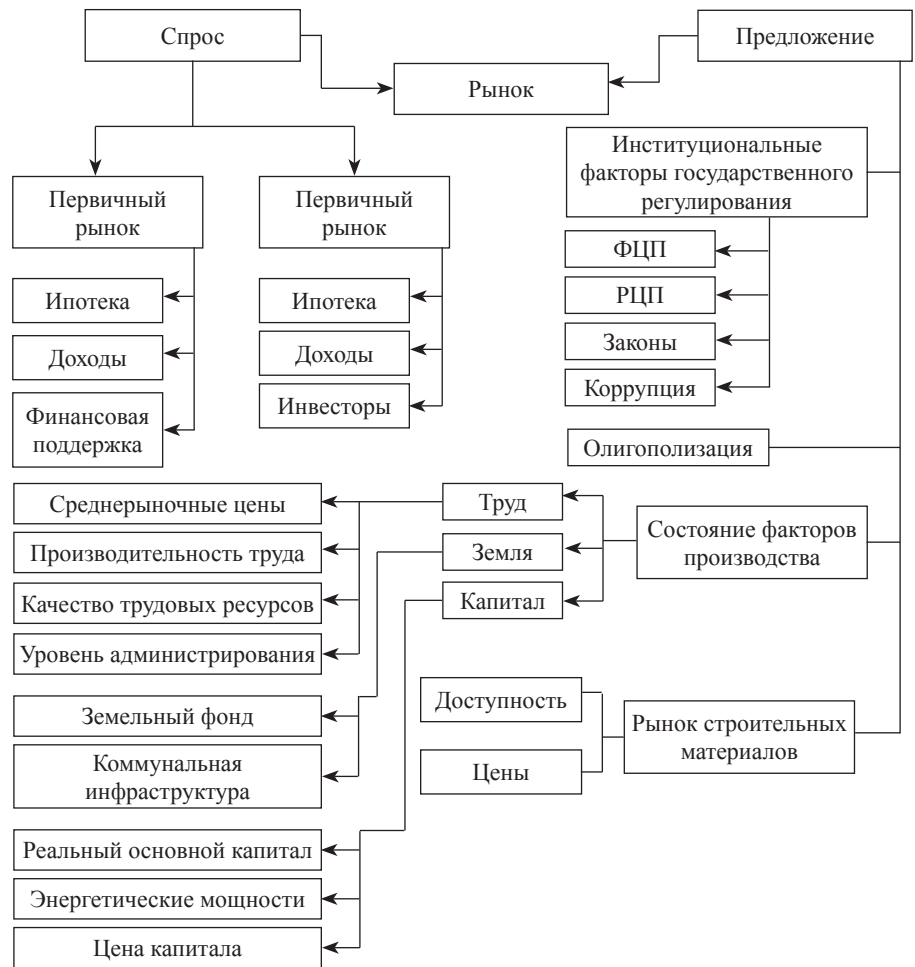 Спрос
Предложение
Рынок
Институциональные
факторы государственного
регулирования
Первичный
рынок
Первичный
рынок
ФЦП
Ипотека
Ипотека
РЦП
Законы
Доходы
Доходы
Коррупция
Финансовая
поддержка
Инвесторы
Олигополизация
Среднерыночные цены
Труд
Состояние факторов
производства
Производительность труда
Земля
Качество трудовых ресурсов
Капитал
Уровень администрирования
Доступность
Земельный фонд
Рынок строительных
материалов
Коммунальная
инфраструктура
Цены
Реальный основной капитал
Энергетические мощности
Цена капитала